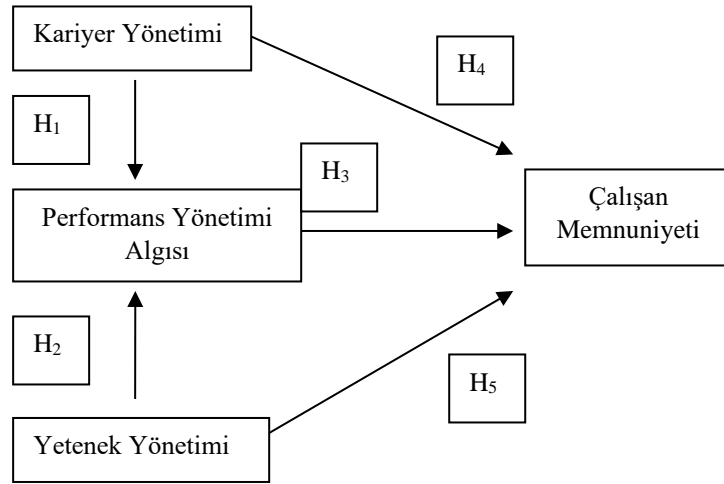 Kariyer Yönetimi
H₄
H₁
H₃
Performans Yönetimi
Algısı
Çalışan
Memnuniyeti
H₂
H₅
Yetenek Yönetimi